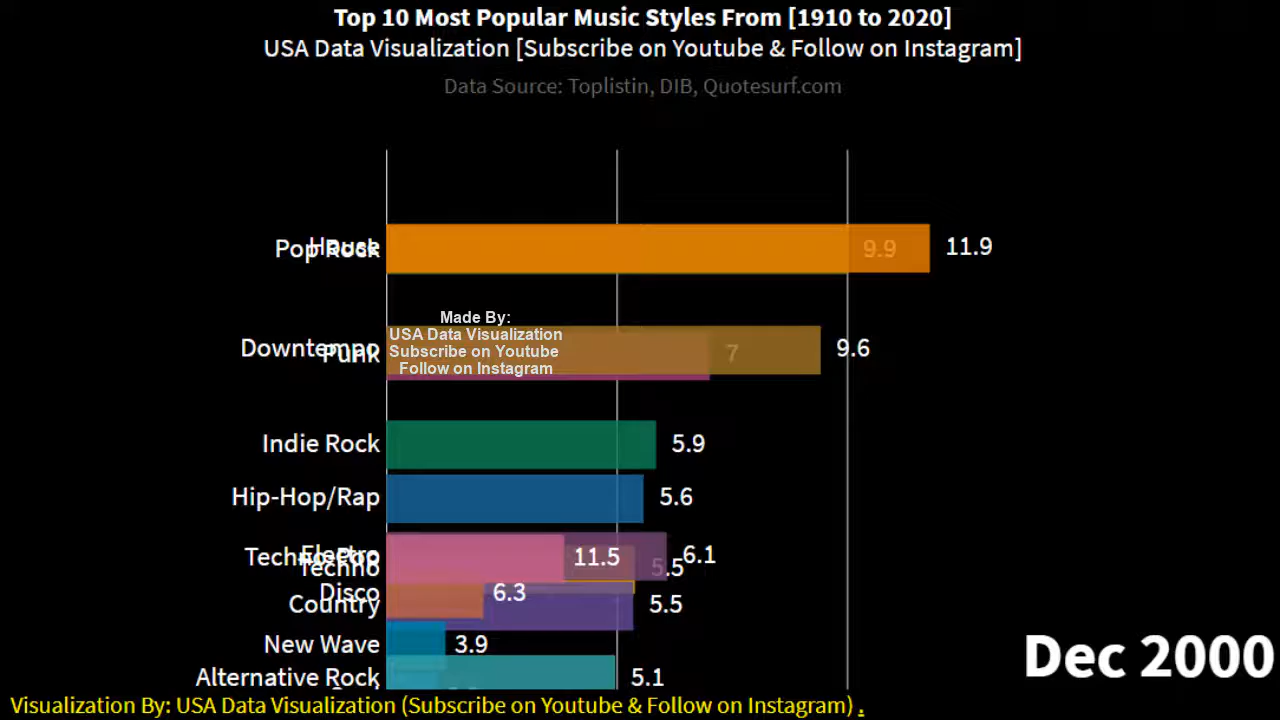 Top 10 Most Popular Music Styles From [1910 to 2020]
USA Data Visualization [Subscribe on Youtube & Follow on Instagram]
Data Source: Toplistin, DIB, Quotesurf.com
House
Pop Rock
9.9
11.9
Made By:
USA Data Visualization
Subscribe on Youtube
Follow on Instagram
Downtempo
Punk
7
9.6
Indie Rock
5.9
Hip-Hop/Rap
5.6
Electro
Techno
11.5
6.1
5.5
Disco
6.3
Country
5.5
New Wave
3.9
Alternative Rock
5.1
Dec 2000
Visualization By: USA Data Visualization (Subscribe on Youtube & Follow on Instagram) .